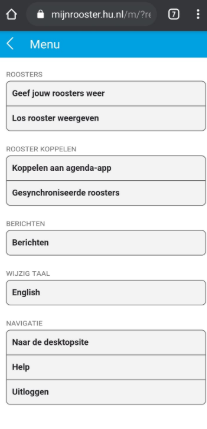 mijnrooster.hu.nl/m/?re
7
Menu
ROOSTERS
Geef jouw roosters weer
Los rooster weergeven
ROOSTER KOPPELEN
Koppelen aan agenda-app
Gesynchroniseerde roosters
BERICHTEN
Berichten
WIJZIG TAAL
English
NAVIGATIE
Naar de desktopsite
Help
Uitloggen